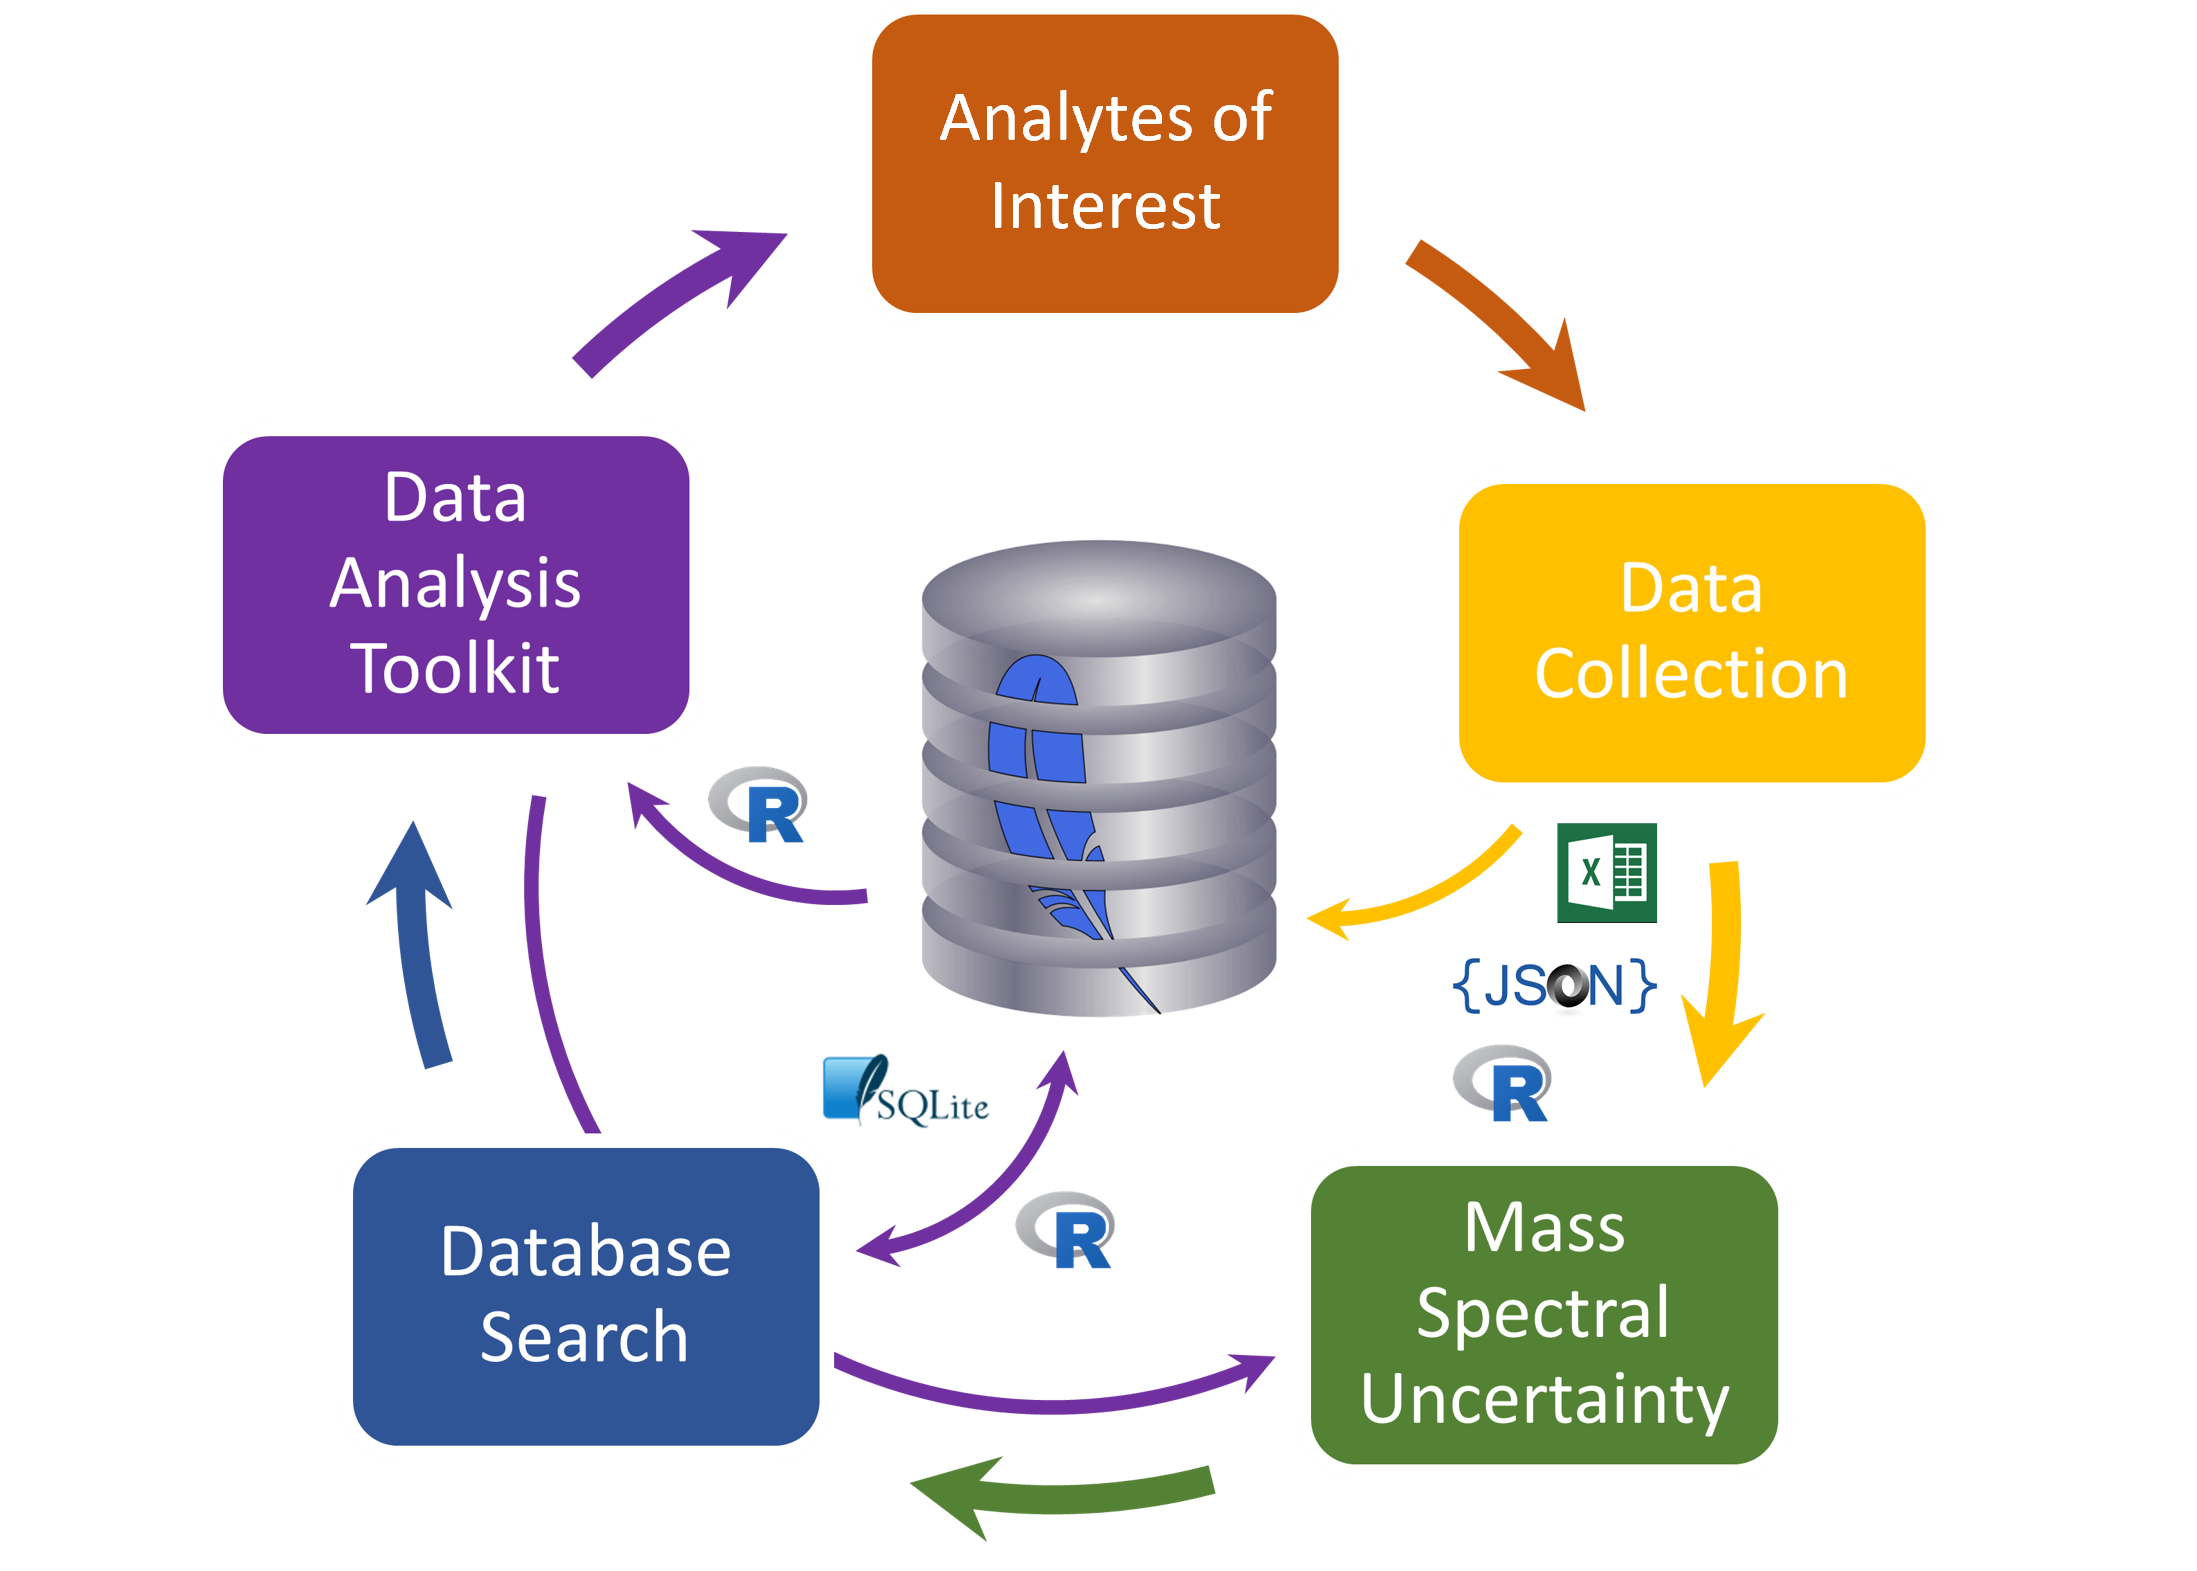 Analytes of
Interest
Data
Analysis
Toolkit
Data
Collection
R
X
{JSON}
SQLite
R
R
Database
Search
Mass
Spectral
Uncertainty